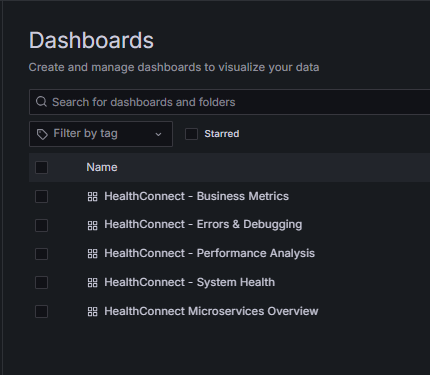 Dashboards
Create and manage dashboards to visualize your data
Search for dashboards and folders
Filter by tag
Starred
Name
HealthConnect - Business Metrics
HealthConnect - Errors & Debugging
HealthConnect - Performance Analysis
HealthConnect - System Health
HealthConnect Microservices Overview